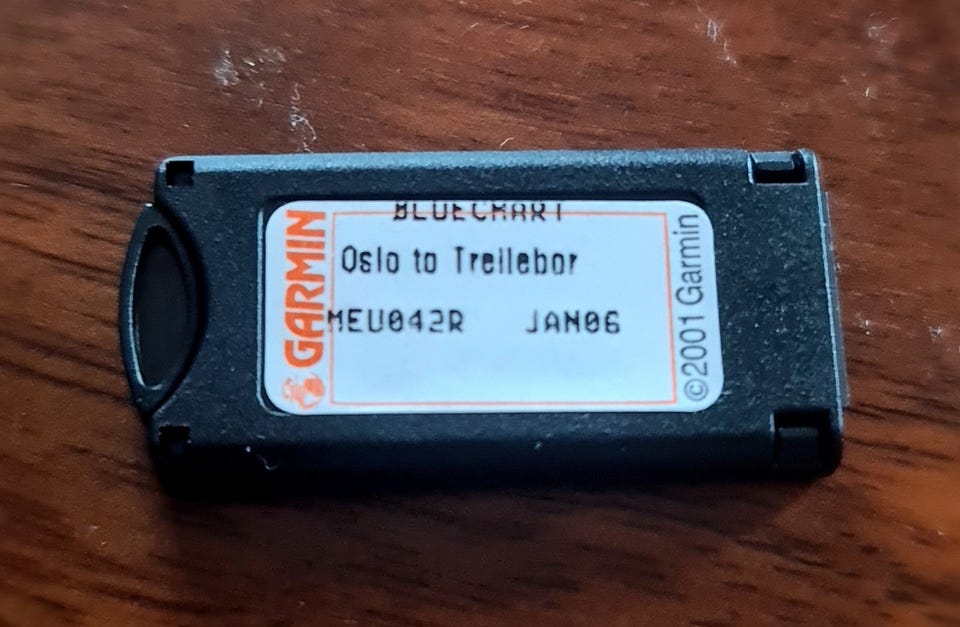 BLUECHART
Oslo to Trellebor
MEU042R JAN06
GARMIN
©2001 Garmin